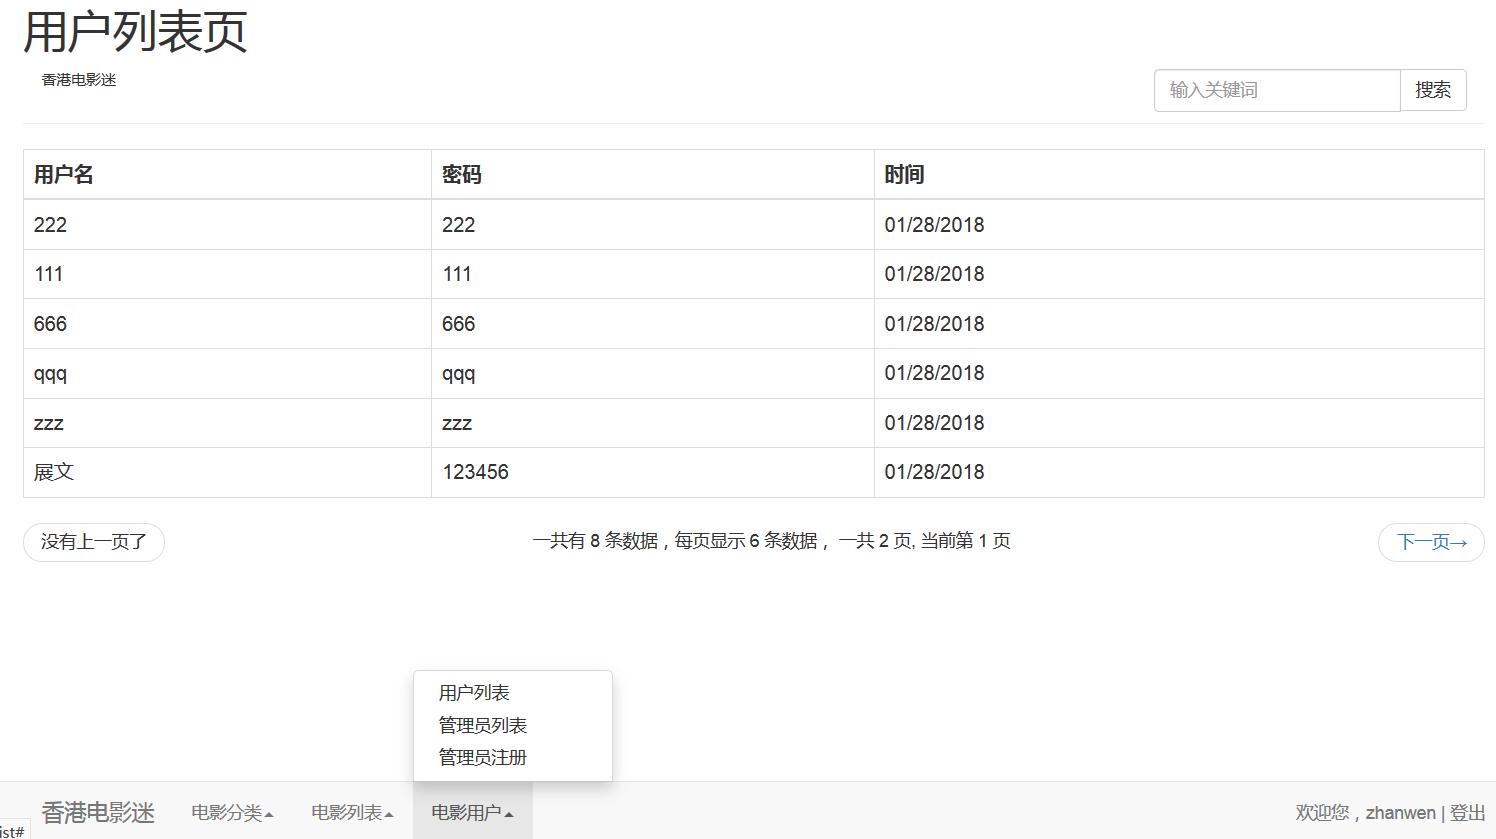 用户列表页
香港电影迷
输入关键词 搜索
用户名 密码 时间
222 222 01/28/2018
111 111 01/28/2018
666 666 01/28/2018
qqq qqq 01/28/2018
zzz zzz 01/28/2018
展文 123456 01/28/2018
没有上一页了 一共有 8 条数据，每页显示 6 条数据， 一共 2 页, 当前第 1 页 下一页→
用户列表
管理员列表
管理员注册
香港电影迷 电影分类 电影列表 电影用户 欢迎您，zhanwen | 登出
ist#